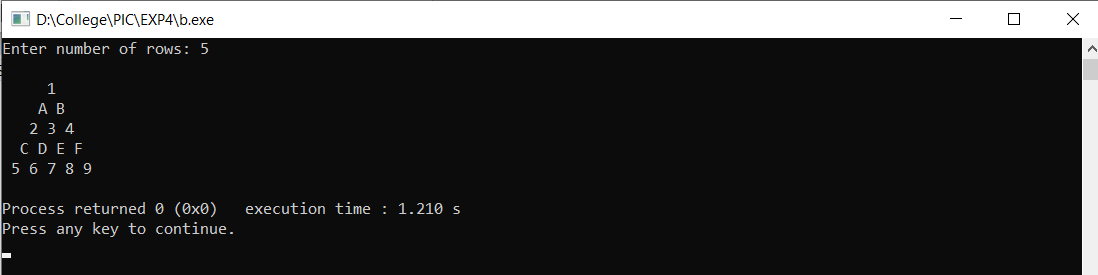 D:\College\PIC\EXP4\b.exe
Enter number of rows: 5
1
A B
2 3 4
C D E F
5 6 7 8 9
Process returned 0 (0x0)   execution time : 1.210 s
Press any key to continue.